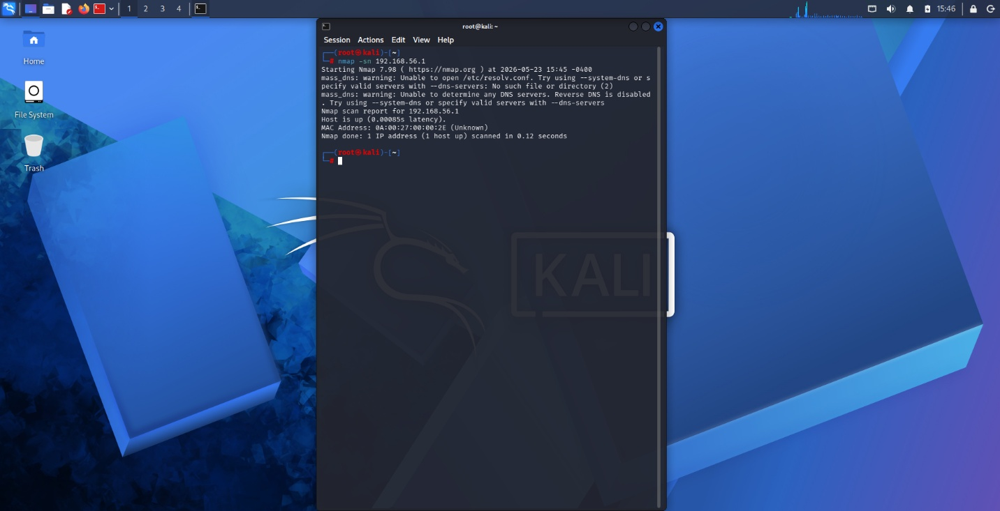 1 2 3 4
15:46
Home
File System
Trash
root@kali: ~
Session Actions Edit View Help
┌──(root㉿kali)-[~]
└─# nmap -sn 192.168.56.1
Starting Nmap 7.98 ( https://nmap.org ) at 2026-05-23 15:45 -0400
mass_dns: warning: Unable to open /etc/resolv.conf. Try using --system-dns or s
pecify valid servers with --dns-servers: No such file or directory (2)
mass_dns: warning: Unable to determine any DNS servers. Reverse DNS is disabled
. Try using --system-dns or specify valid servers with --dns-servers
Nmap scan report for 192.168.56.1
Host is up (0.00085s latency).
MAC Address: 0A:00:27:00:00:2E (Unknown)
Nmap done: 1 IP address (1 host up) scanned in 0.12 seconds
┌──(root㉿kali)-[~]
└─#
KALI